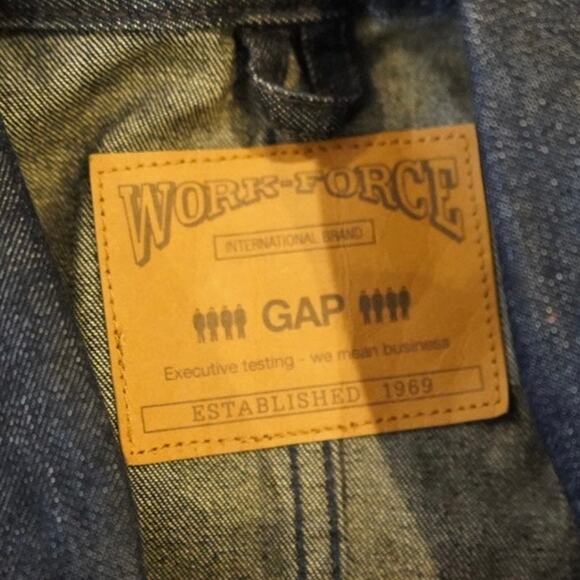 WORK-FORCE
INTERNATIONAL BRAND
GAP
Executive testing - we mean business
ESTABLISHED 1969